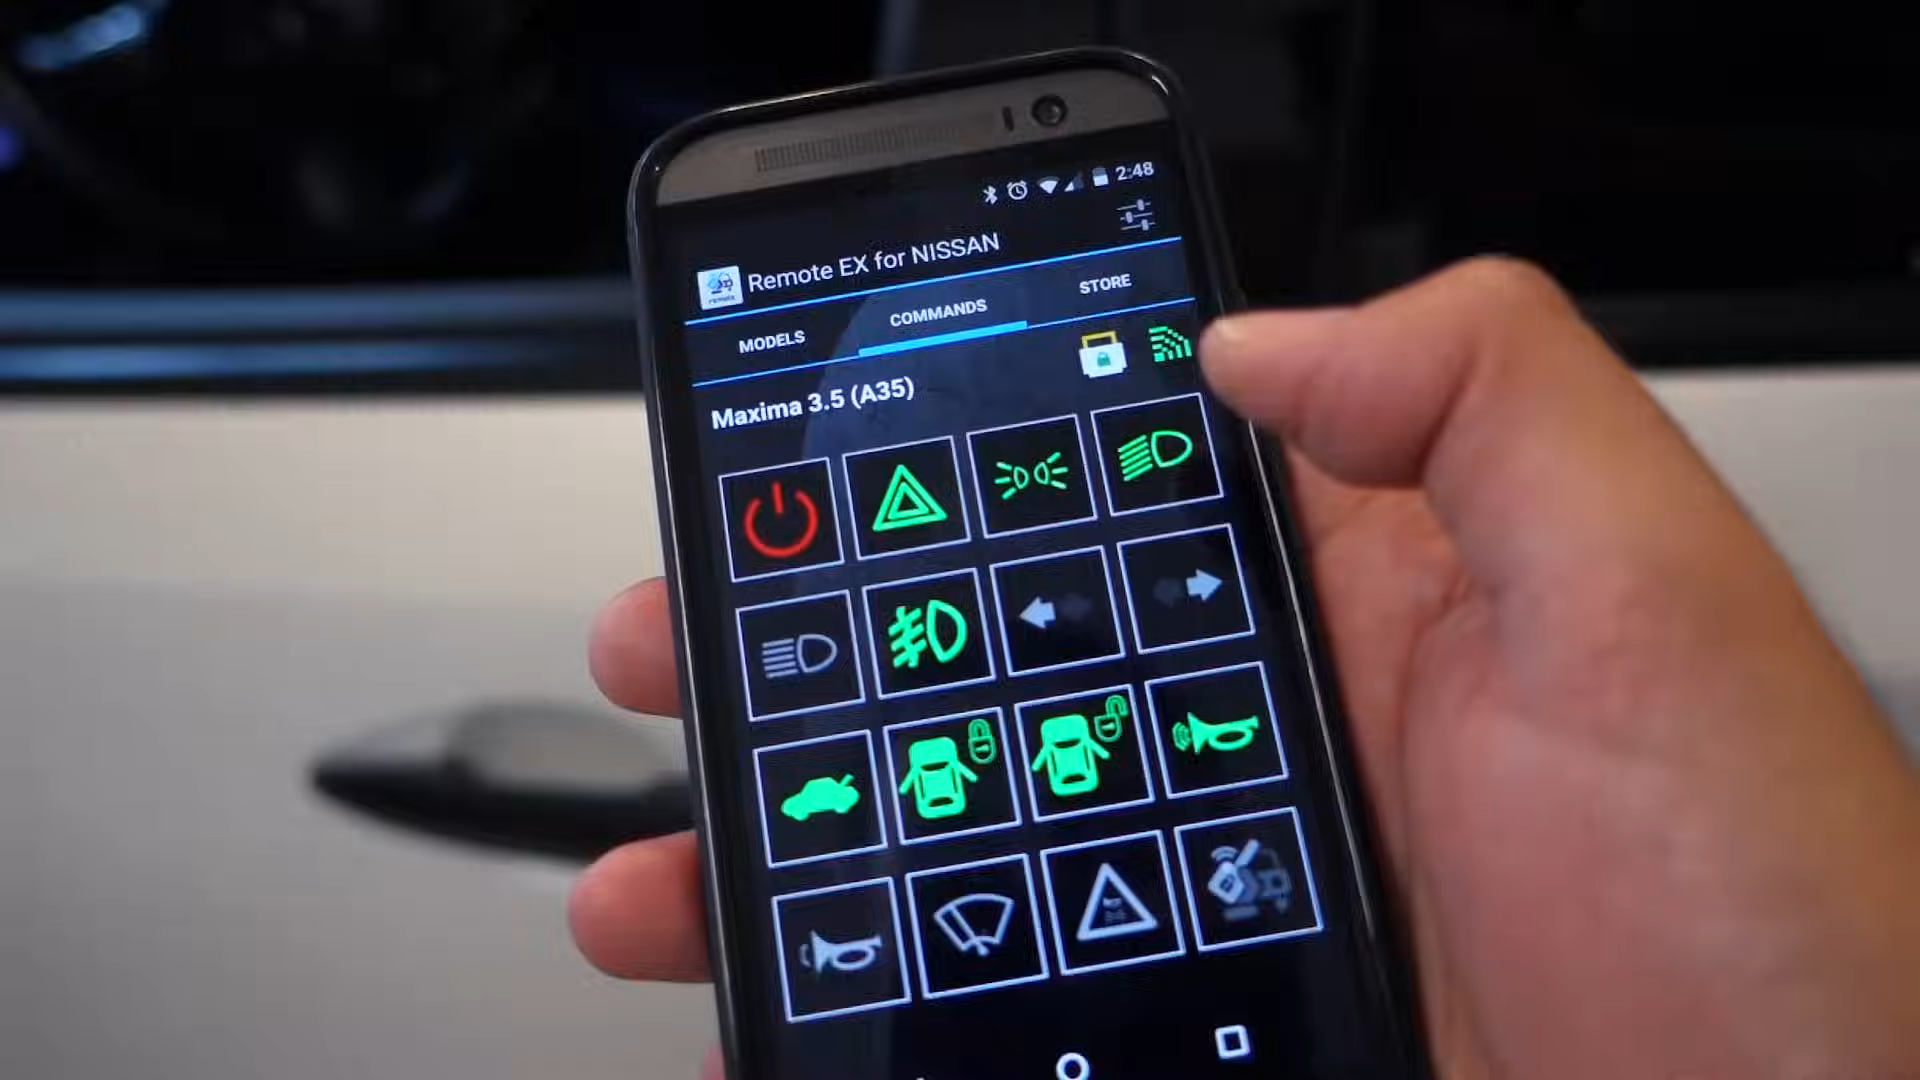 2:48
Remote EX for NISSAN
MODELS
COMMANDS
STORE
Maxima 3.5 (A35)